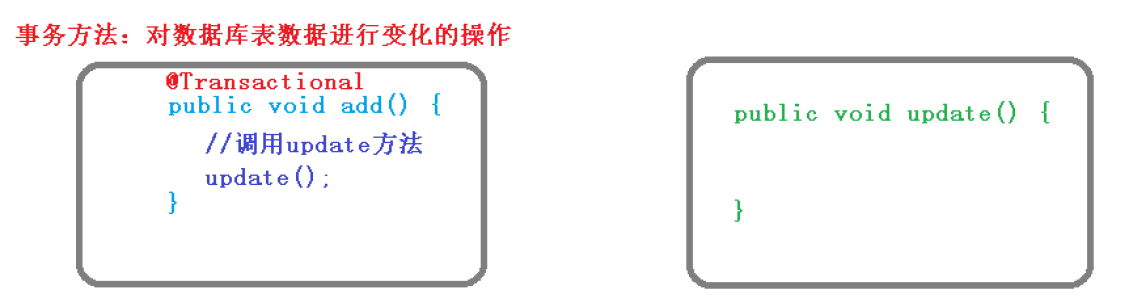 事务方法：对数据库表数据进行变化的操作
@Transactional
public void add() {
//调用update方法
update();
}
public void update() {
}